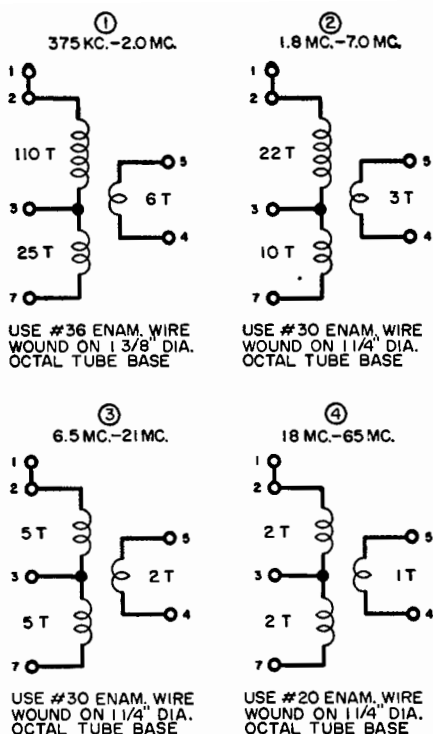 ①
375 KC.-2.0 MC.
1
2
110 T
5
6 T
3
4
25 T
7
USE #36 ENAM. WIRE
WOUND ON 1 3/8" DIA.
OCTAL TUBE BASE
②
1.8 MC.-7.0 MC.
1
2
22 T
5
3 T
3
4
10 T
7
USE #30 ENAM. WIRE
WOUND ON 1 1/4" DIA.
OCTAL TUBE BASE
③
6.5 MC.-21 MC.
1
2
5 T
5
2 T
3
4
5 T
7
USE #30 ENAM. WIRE
WOUND ON 1 1/4" DIA.
OCTAL TUBE BASE
④
18 MC.-65 MC.
1
2
2 T
5
1 T
3
4
2 T
7
USE #20 ENAM. WIRE
WOUND ON 1 1/4" DIA.
OCTAL TUBE BASE